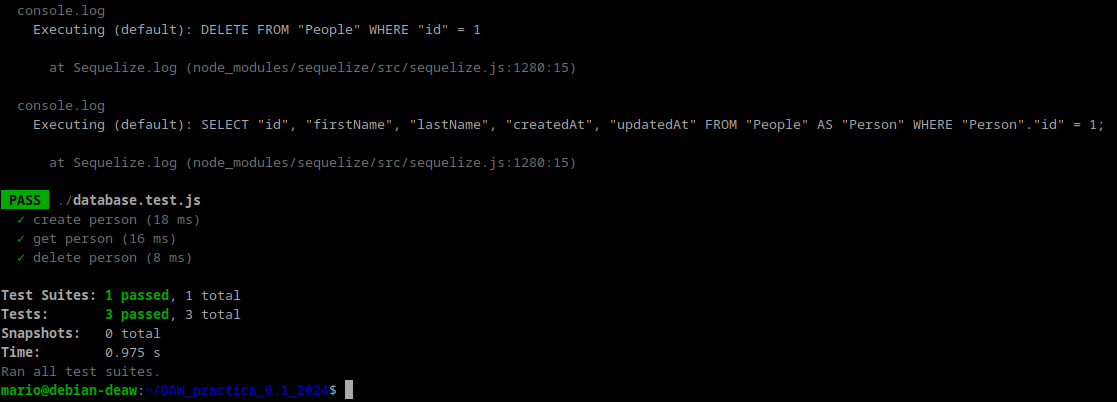 console.log
Executing (default): DELETE FROM "People" WHERE "id" = 1
at Sequelize.log (node_modules/sequelize/src/sequelize.js:1280:15)
console.log
Executing (default): SELECT "id", "firstName", "lastName", "createdAt", "updatedAt" FROM "People" AS "Person" WHERE "Person"."id" = 1;
at Sequelize.log (node_modules/sequelize/src/sequelize.js:1280:15)
PASS ./database.test.js
✓ create person (18 ms)
✓ get person (16 ms)
✓ delete person (8 ms)
Test Suites: 1 passed, 1 total
Tests: 3 passed, 3 total
Snapshots: 0 total
Time: 0.975 s
Ran all test suites.
mario@debian-deaw:~/DAW_practica_6.1_2024$